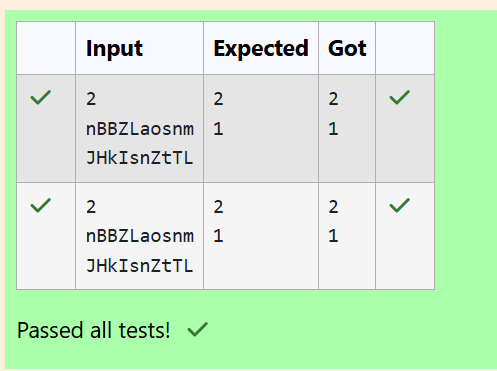 Input Expected Got
2 2 2
nBBZLaosnm 1 1
JHkIsnZtTL
2 2 2
nBBZLaosnm 1 1
JHkIsnZtTL
Passed all tests!